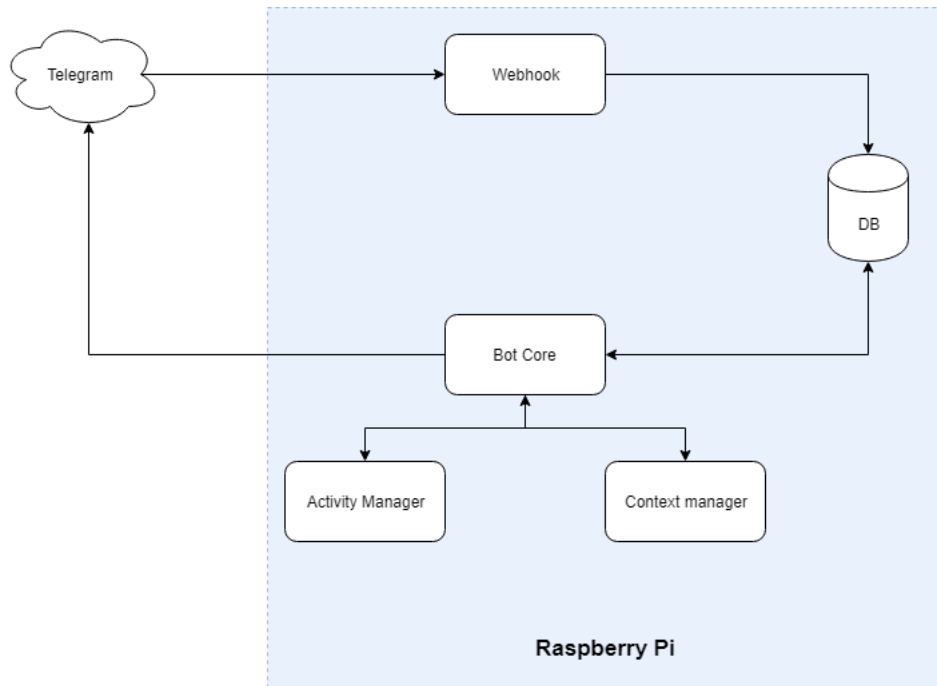 Telegram
Webhook
DB
Bot Core
Activity Manager
Context manager
Raspberry Pi